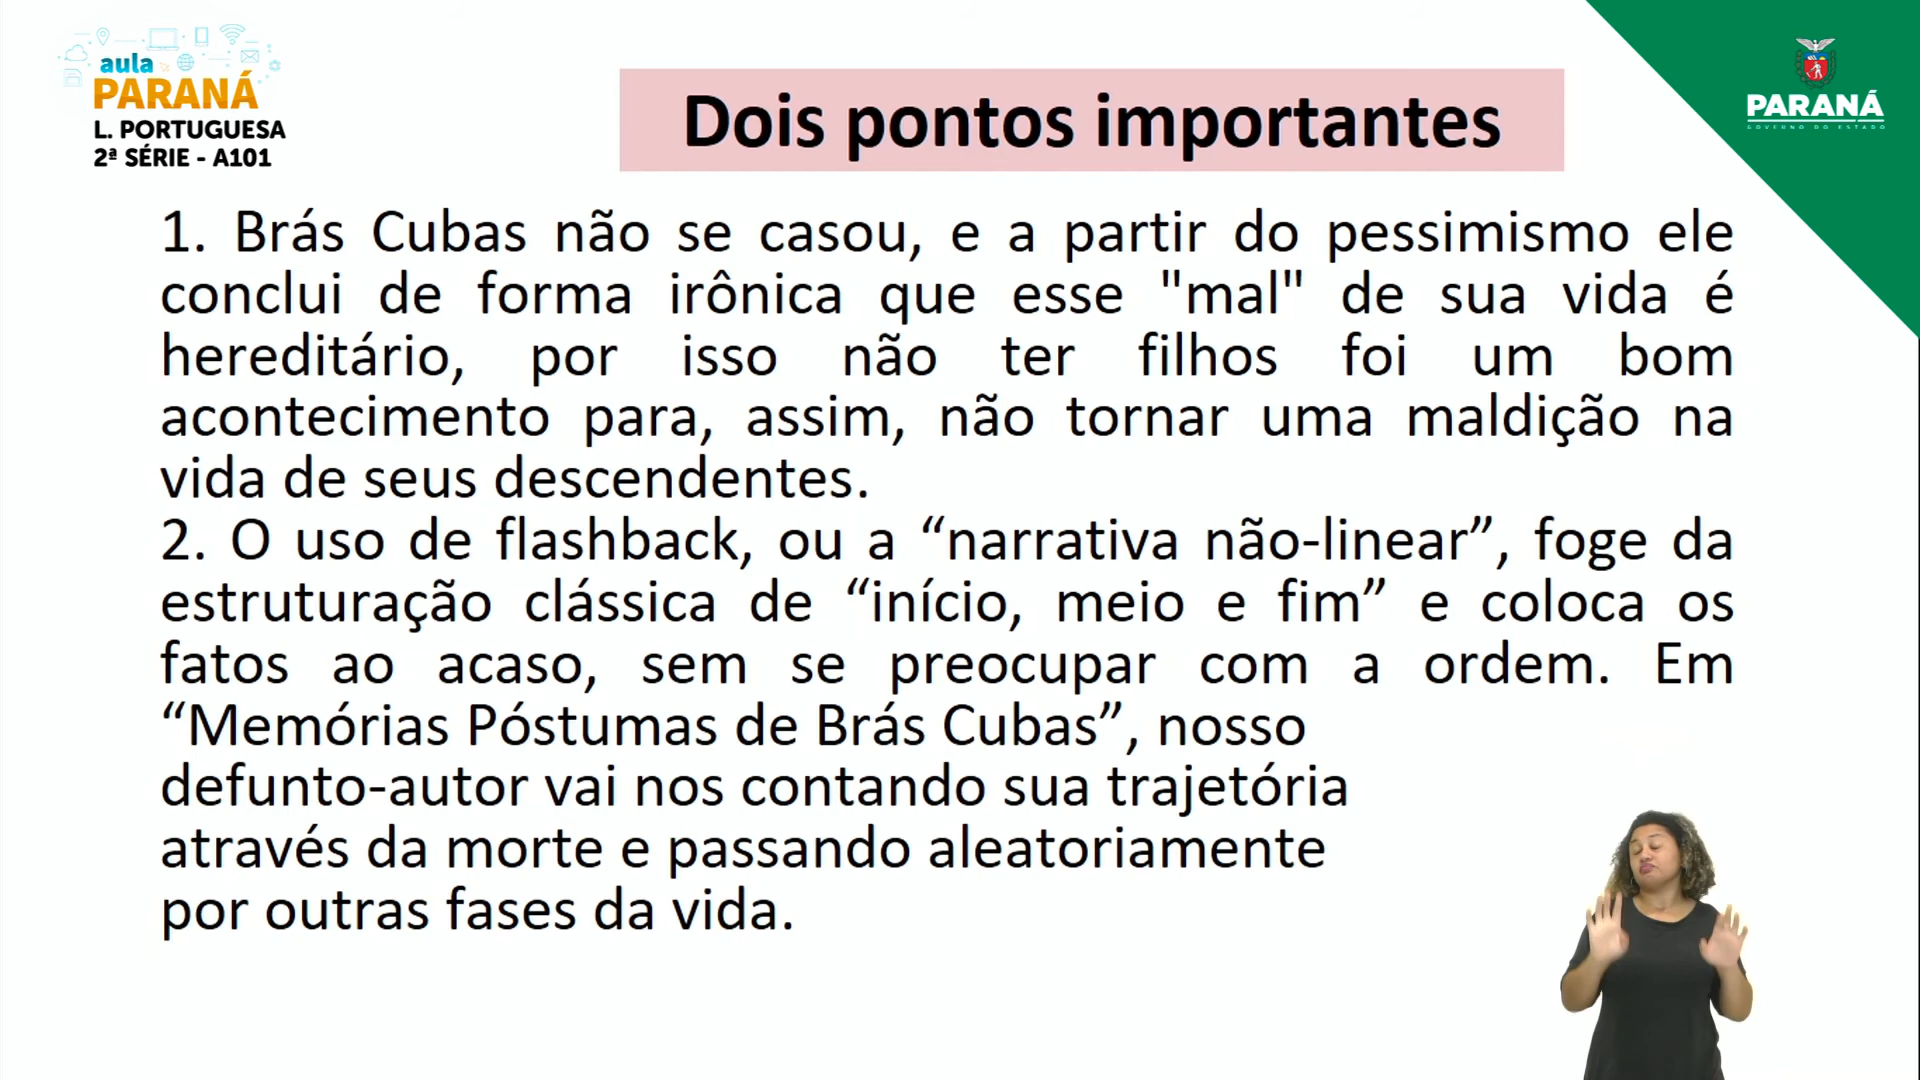 aula
PARANÁ
L. PORTUGUESA
2ª SÉRIE - A101
Dois pontos importantes
PARANÁ
GOVERNO DO ESTADO
1. Brás Cubas não se casou, e a partir do pessimismo ele
conclui de forma irônica que esse "mal" de sua vida é
hereditário, por isso não ter filhos foi um bom
acontecimento para, assim, não tornar uma maldição na
vida de seus descendentes.
2. O uso de flashback, ou a “narrativa não-linear”, foge da
estruturação clássica de “início, meio e fim” e coloca os
fatos ao acaso, sem se preocupar com a ordem. Em
“Memórias Póstumas de Brás Cubas”, nosso
defunto-autor vai nos contando sua trajetória
através da morte e passando aleatoriamente
por outras fases da vida.